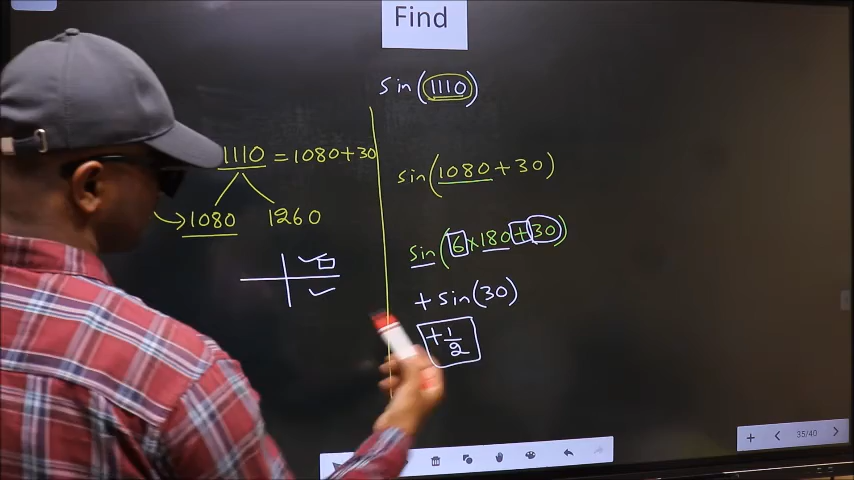 Find
sin(1110)
1110 = 1080+30
1080 1260
sin(1080+30)
sin(6×180+30)
+sin(30)
+1/2
35/40